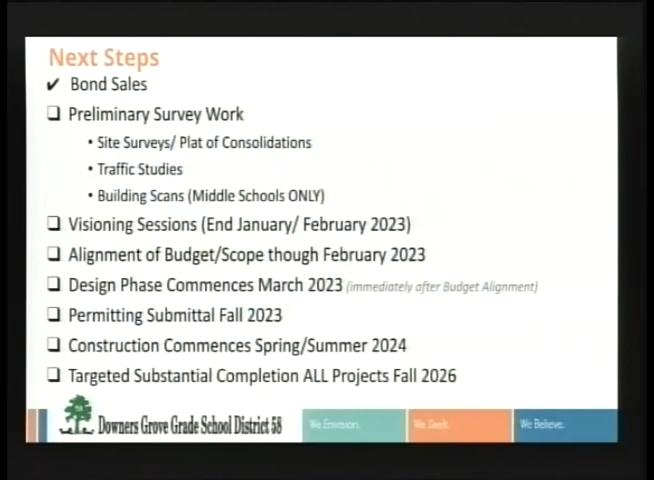 Next Steps
✔ Bond Sales
❑ Preliminary Survey Work
• Site Surveys/ Plat of Consolidations
• Traffic Studies
• Building Scans (Middle Schools ONLY)
❑ Visioning Sessions (End January/ February 2023)
❑ Alignment of Budget/Scope though February 2023
❑ Design Phase Commences March 2023 (immediately after Budget Alignment)
❑ Permitting Submittal Fall 2023
❑ Construction Commences Spring/Summer 2024
❑ Targeted Substantial Completion ALL Projects Fall 2026
Downers Grove Grade School District 58
We Envision.
We Seek.
We Believe.